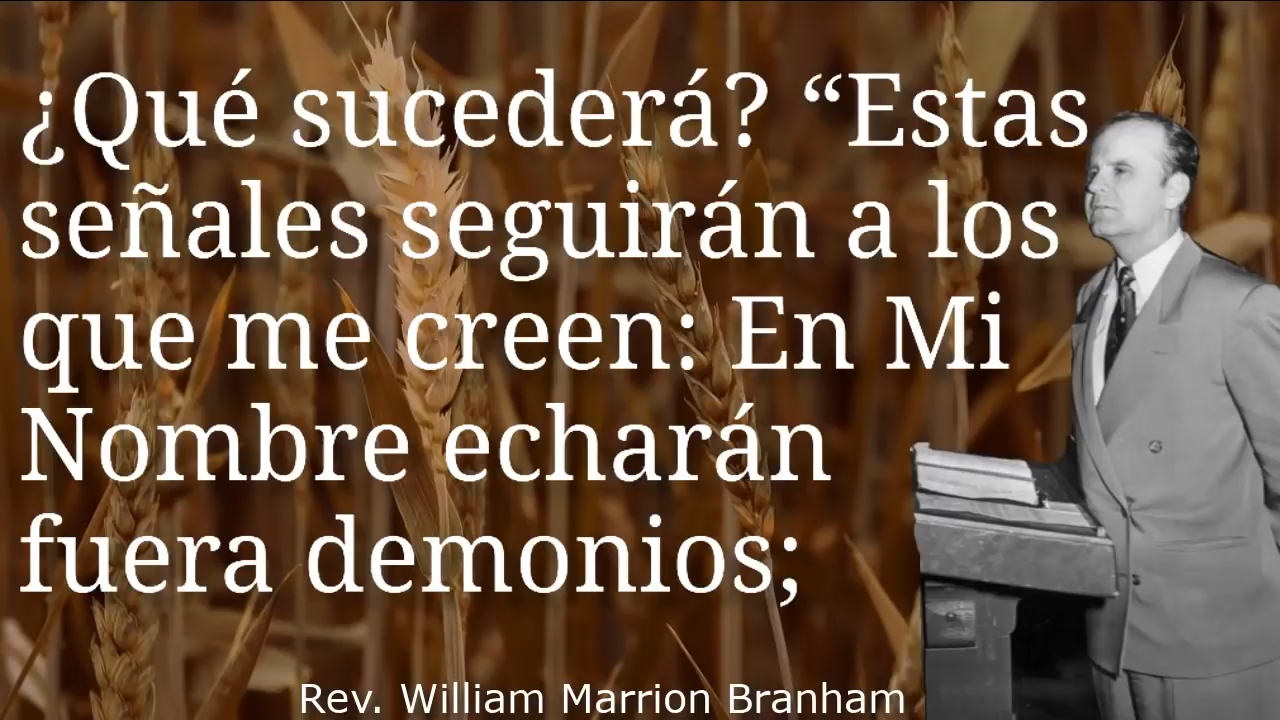 ¿Qué sucederá? “Estas
señales seguirán a los
que me creen: En Mi
Nombre echarán
fuera demonios;
Rev. William Marrion Branham